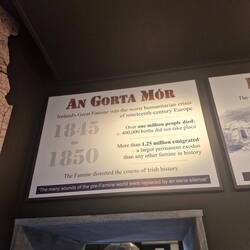 AN GORTA MÓR
Ireland's Great Famine was the worst humanitarian crisis
of nineteenth-century Europe
1845
1850
Over one million people died;
c. 400,000 births did not take place
More than 1.25 million emigrated
– a larger permanent exodus
than any other famine in history
The Famine distorted the course of Irish history
"The many sounds of the pre-Famine world were replaced by an eerie silence"